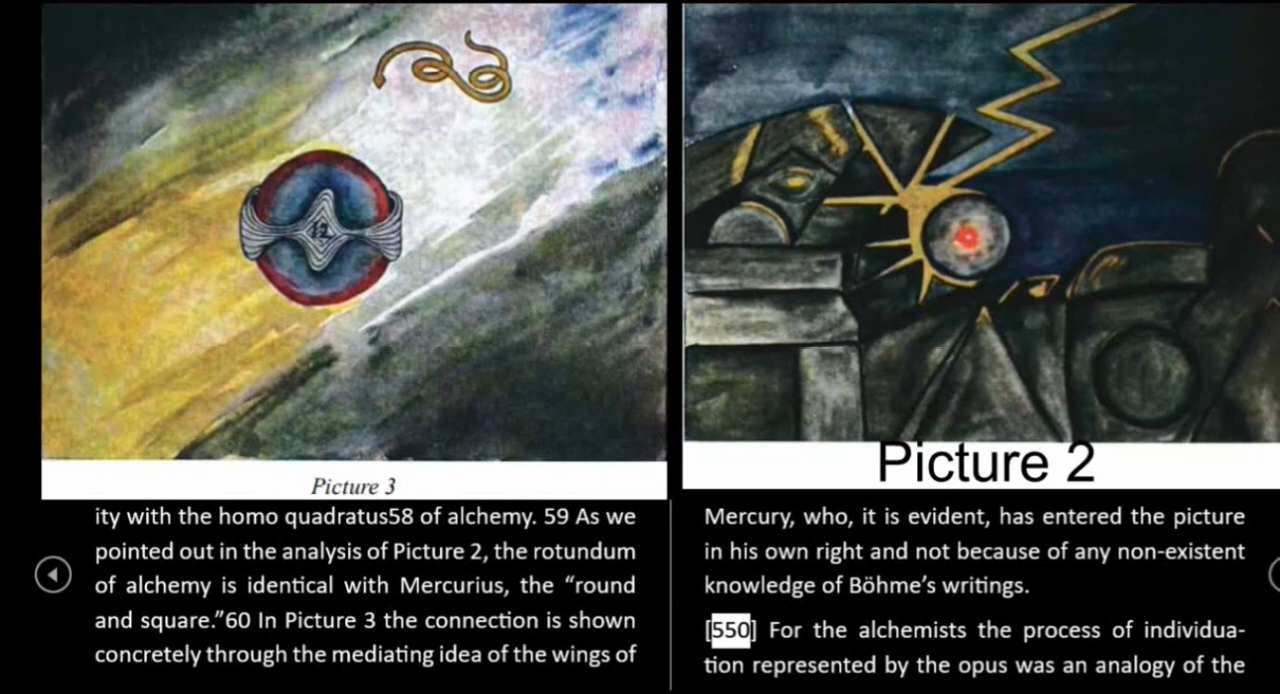 12
Picture 3
ity with the homo quadratus58 of alchemy. 59 As we
pointed out in the analysis of Picture 2, the rotundum
of alchemy is identical with Mercurius, the “round
and square.”60 In Picture 3 the connection is shown
concretely through the mediating idea of the wings of
Picture 2
Mercury, who, it is evident, has entered the picture
in his own right and not because of any non-existent
knowledge of Böhme’s writings.
[550] For the alchemists the process of individua-
tion represented by the opus was an analogy of the